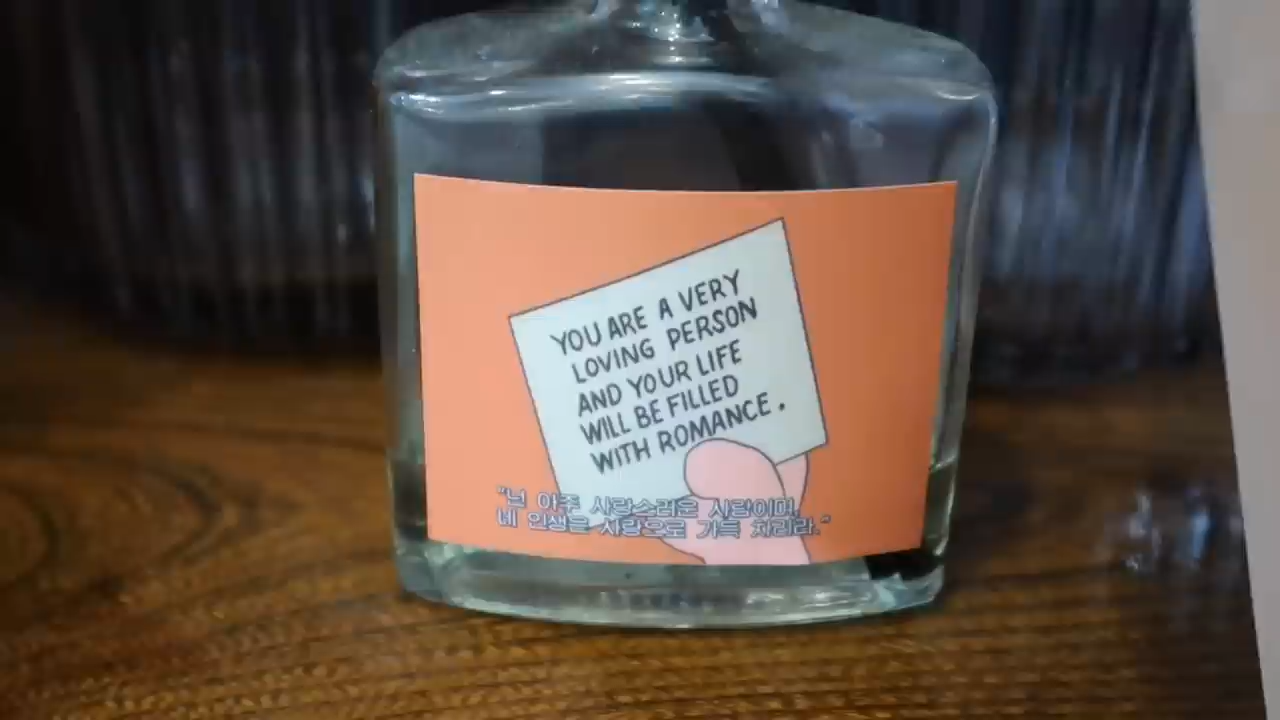 YOU ARE A VERY
LOVING PERSON
AND YOUR LIFE
WILL BE FILLED
WITH ROMANCE.
"넌 아주 사랑스러운 사람이며,
네 인생은 사랑으로 가득 차리라."